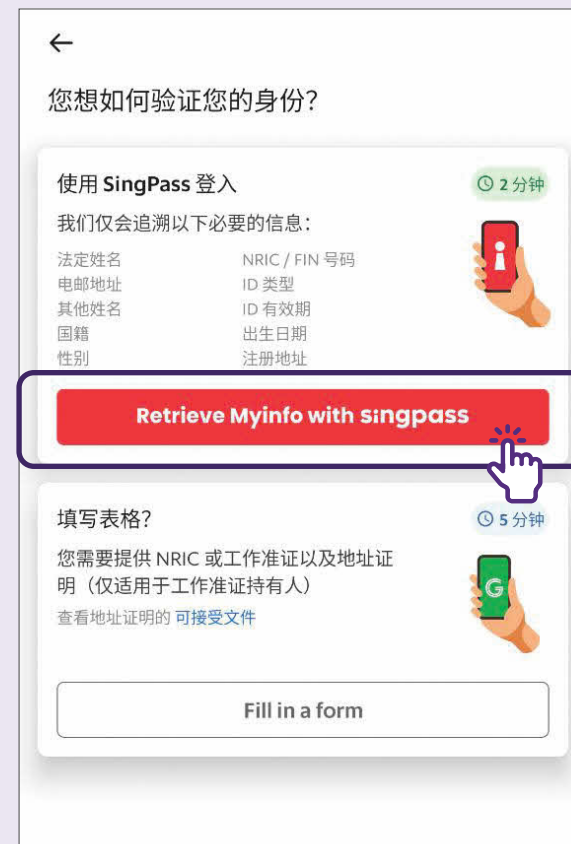 您想如何验证您的身份？
使用 SingPass 登入
2 分钟
我们仅会追溯以下必要的信息：
法定姓名 NRIC / FIN 号码
电邮地址 ID 类型
其他姓名 ID 有效期
国籍 出生日期
性别 注册地址
Retrieve Myinfo with singpass
填写表格？
5 分钟
您需要提供 NRIC 或工作准证以及地址证
明（仅适用于工作准证持有人）
查看地址证明的 可接受文件
G
Fill in a form